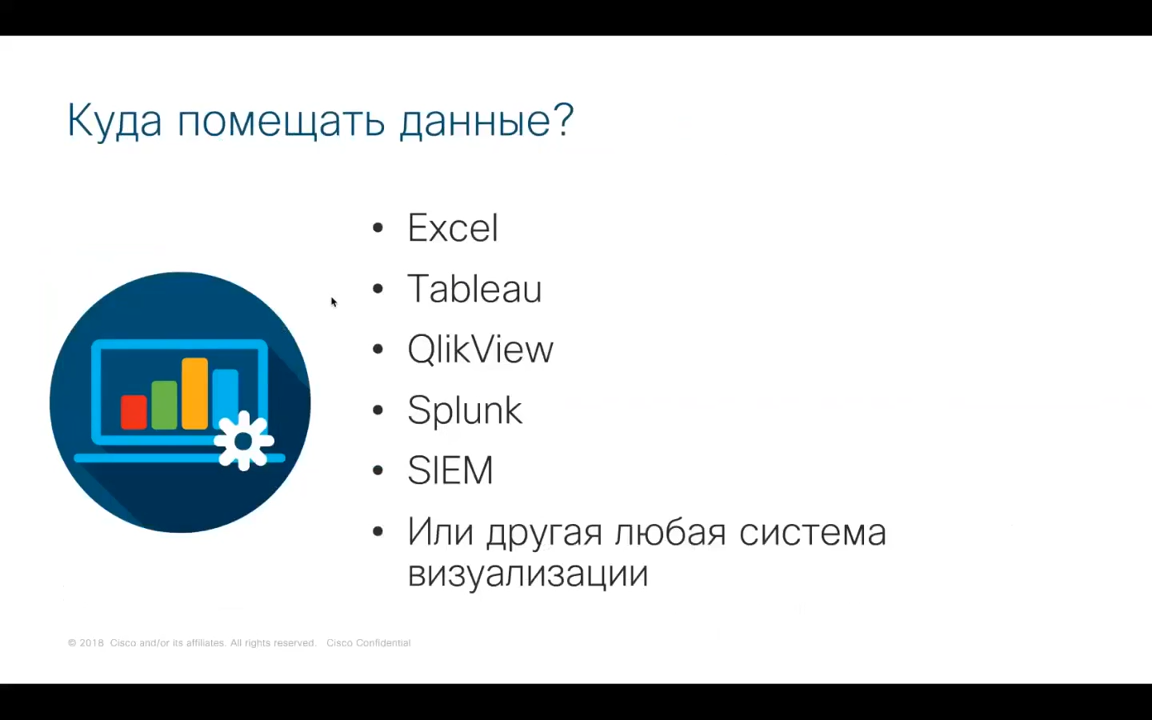 Куда помещать данные?
• Excel
• Tableau
• QlikView
• Splunk
• SIEM
• Или другая любая система
визуализации
© 2018 Cisco and/or its affiliates. All rights reserved. Cisco Confidential